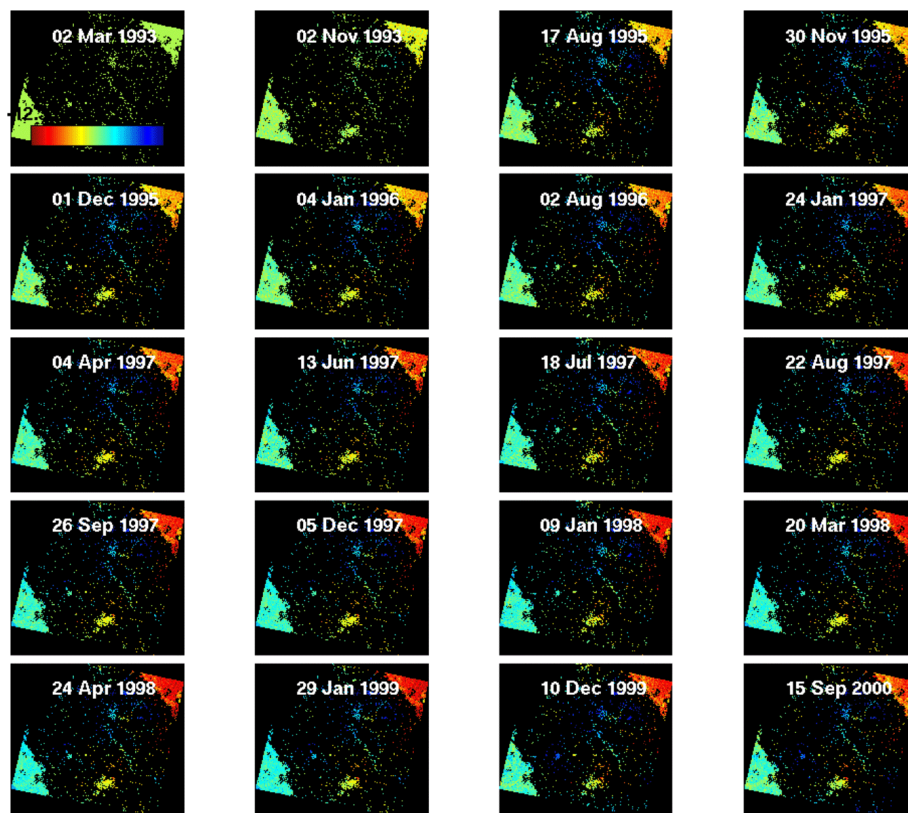 02 Mar 1993
02 Nov 1993
17 Aug 1995
30 Nov 1995
-12
01 Dec 1995
04 Jan 1996
02 Aug 1996
24 Jan 1997
04 Apr 1997
13 Jun 1997
18 Jul 1997
22 Aug 1997
26 Sep 1997
05 Dec 1997
09 Jan 1998
20 Mar 1998
24 Apr 1998
29 Jan 1999
10 Dec 1999
15 Sep 2000